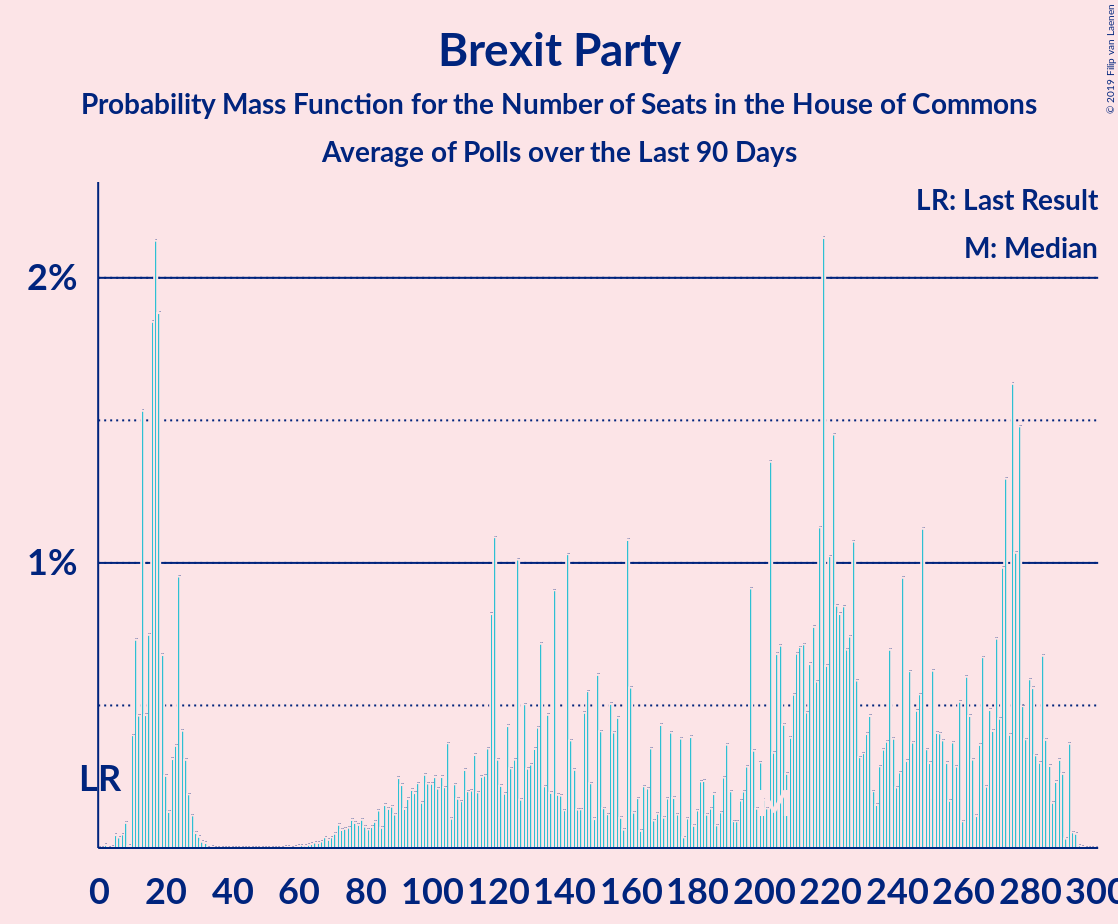 Brexit Party
Probability Mass Function for the Number of Seats in the House of Commons
Average of Polls over the Last 90 Days
© 2019 Filip van Laenen
LR: Last Result
M: Median
2%
1%
LR
M
0 20 40 60 80 100 120 140 160 180 200 220 240 260 280 300